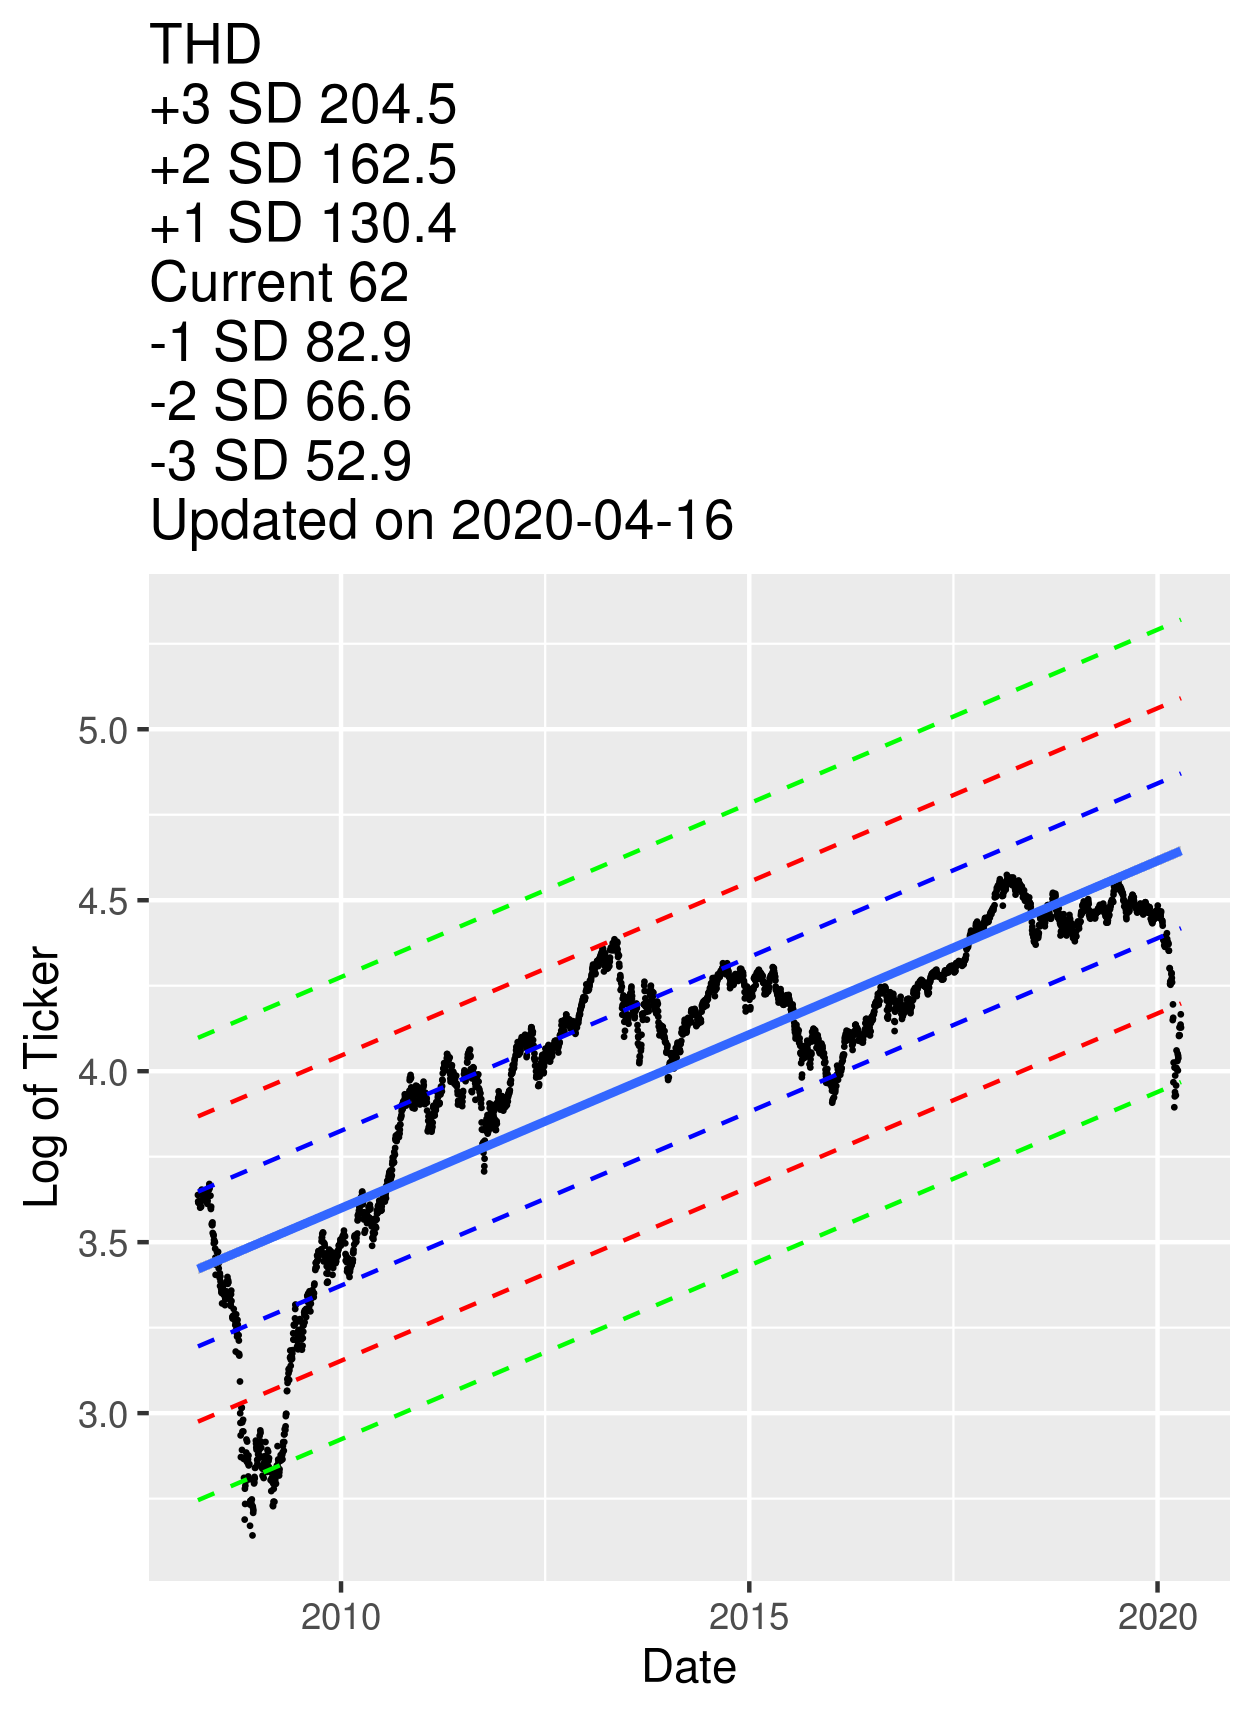 THD
+3 SD 204.5
+2 SD 162.5
+1 SD 130.4
Current 62
-1 SD 82.9
-2 SD 66.6
-3 SD 52.9
Updated on 2020-04-16
5.0
4.5
4.0
3.5
3.0
Log of Ticker
2010
2015
2020
Date